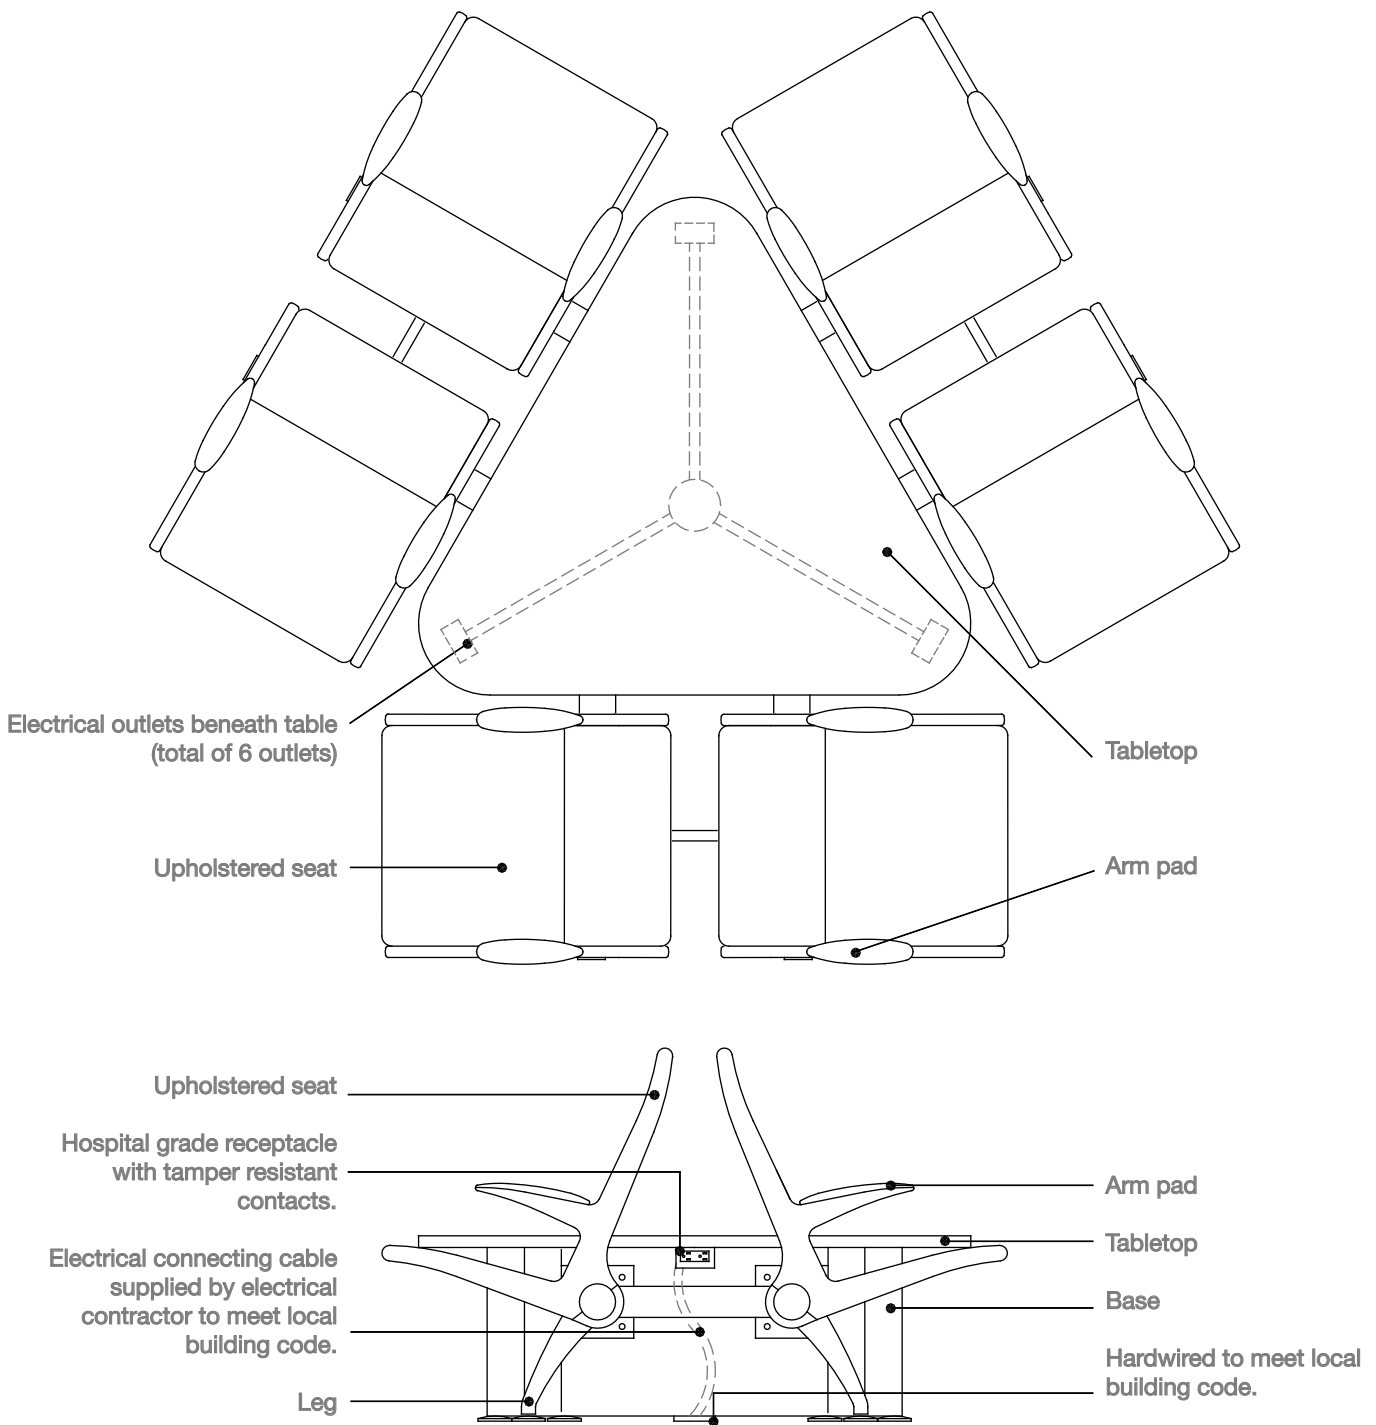 Electrical outlets beneath table
(total of 6 outlets)
Tabletop
Upholstered seat
Arm pad
Upholstered seat
Hospital grade receptacle
with tamper resistant
contacts.
Arm pad
Electrical connecting cable
supplied by electrical
contractor to meet local
building code.
Tabletop
Base
Leg
Hardwired to meet local
building code.